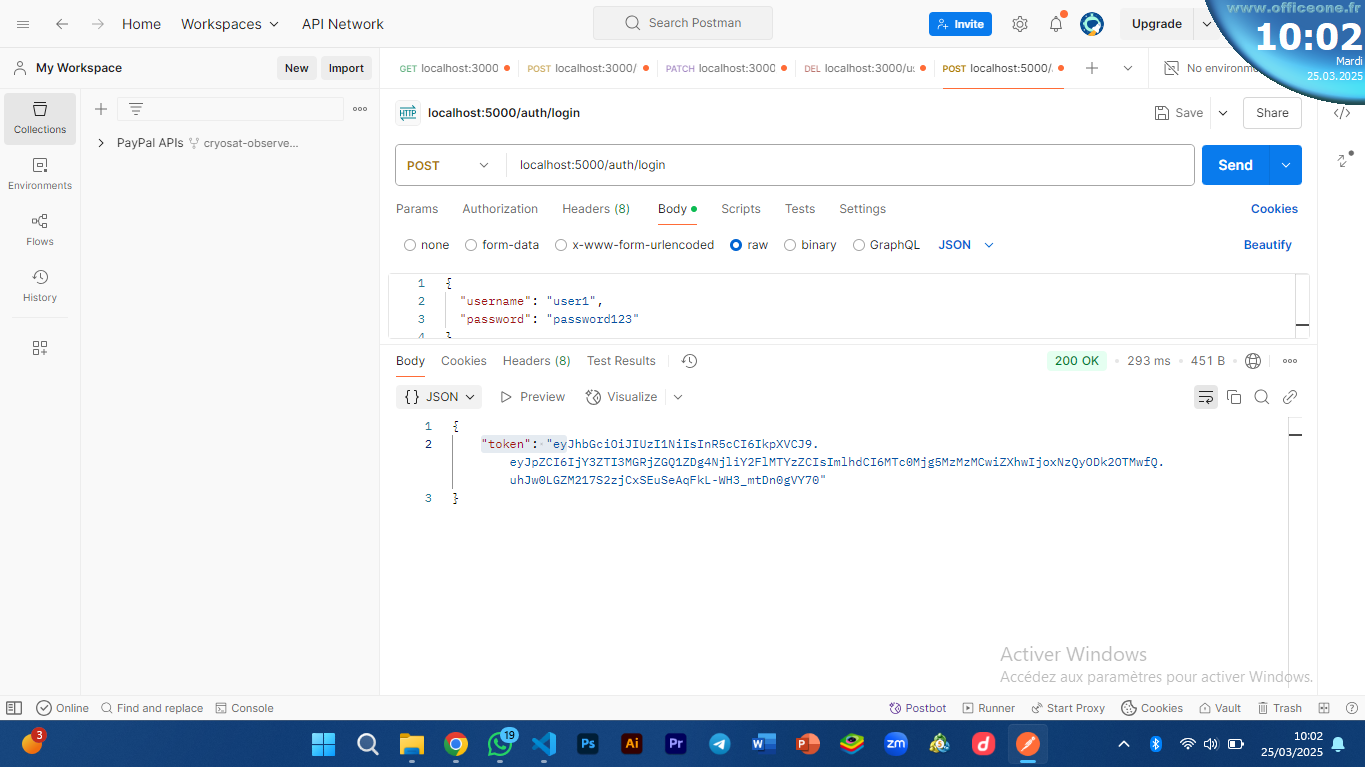 Home Workspaces API Network Search Postman Invite Upgrade
www.officeone.fr
10:02
Mardi
25.03.2025
My Workspace New Import
GET localhost:3000 POST localhost:3000/ PATCH localhost:3000 DEL localhost:3000/u POST localhost:5000/. No environm
Collections
Environments
Flows
History
PayPal APIs cryosat-observe...
HTTP localhost:5000/auth/login Save Share
POST localhost:5000/auth/login Send
Params Authorization Headers (8) Body Scripts Tests Settings Cookies
none form-data x-www-form-urlencoded raw binary GraphQL JSON Beautify
1 {
2 "username": "user1",
3 "password": "password123"
4 }
Body Cookies Headers (8) Test Results 200 OK 293 ms 451 B
{} JSON Preview Visualize
1 {
2 "token": "eyJhbGciOiJIUzI1NiIsInR5cCI6IkpXVCJ9.
eyJpZCI6IjY3ZTI3MGRjZGQ1ZDg4NjliY2FlMTYzZCIsImlhdCI6MTc0Mjg5MzMzMCwiZXhwIjoxNzQyODk2OTMwfQ.
uhJw0LGZM217S2zjCxSEuSeAqFkL-WH3_mtDn0gVY70"
3 }
Activer Windows
Accédez aux paramètres pour activer Windows.
Online Find and replace Console Postbot Runner Start Proxy Cookies Vault Trash
3 19 Ps Ai Pr zm
10:02
25/03/2025